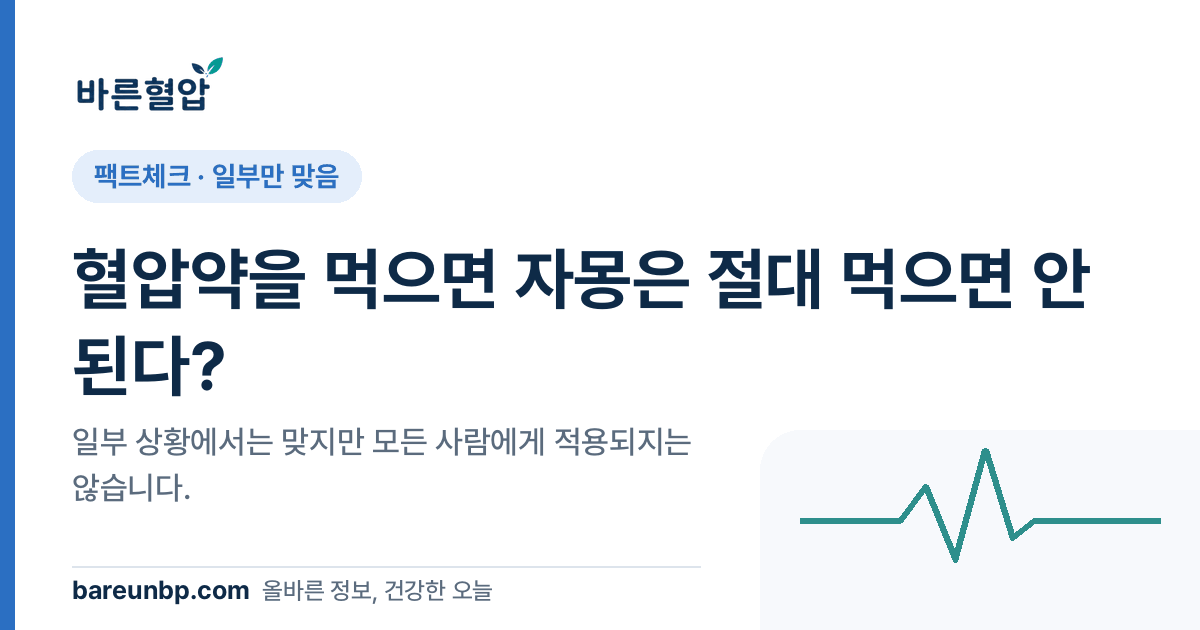 바른혈압
팩트체크 · 일부만 맞음
혈압약을 먹으면 자몽은 절대 먹으면 안
된다?
일부 상황에서는 맞지만 모든 사람에게 적용되지는
않습니다.
bareunbp.com 올바른 정보, 건강한 오늘